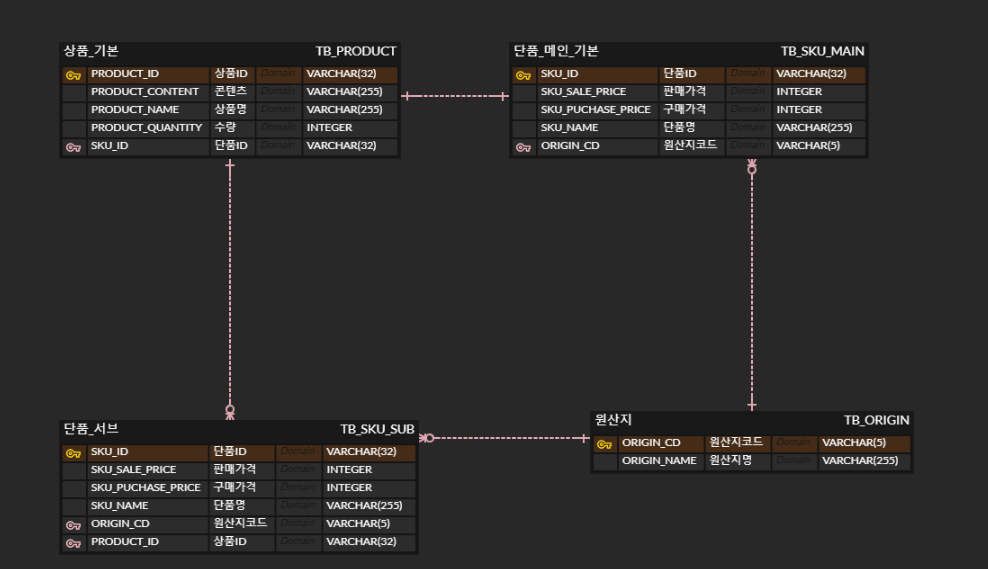 상품_기본 TB_PRODUCT
PRODUCT_ID 상품ID Domain VARCHAR(32)
PRODUCT_CONTENT 콘텐츠 Domain VARCHAR(255)
PRODUCT_NAME 상품명 Domain VARCHAR(255)
PRODUCT_QUANTITY 수량 Domain INTEGER
SKU_ID 단품ID Domain VARCHAR(32)
단품_메인_기본 TB_SKU_MAIN
SKU_ID 단품ID Domain VARCHAR(32)
SKU_SALE_PRICE 판매가격 Domain INTEGER
SKU_PUCHASE_PRICE 구매가격 Domain INTEGER
SKU_NAME 단품명 Domain VARCHAR(255)
ORIGIN_CD 원산지코드 Domain VARCHAR(5)
단품_서브 TB_SKU_SUB
SKU_ID 단품ID Domain VARCHAR(32)
SKU_SALE_PRICE 판매가격 Domain INTEGER
SKU_PUCHASE_PRICE 구매가격 Domain INTEGER
SKU_NAME 단품명 Domain VARCHAR(255)
ORIGIN_CD 원산지코드 Domain VARCHAR(5)
PRODUCT_ID 상품ID Domain VARCHAR(32)
원산지 TB_ORIGIN
ORIGIN_CD 원산지코드 Domain VARCHAR(5)
ORIGIN_NAME 원산지명 Domain VARCHAR(255)